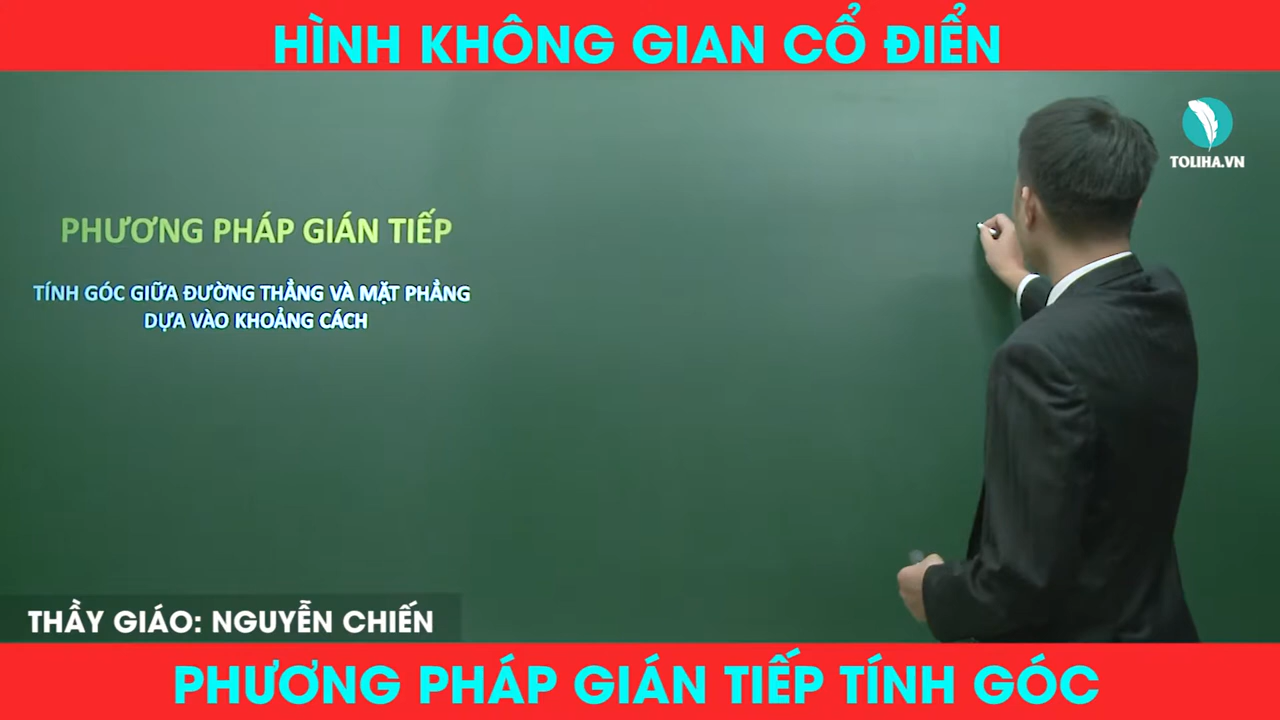 HÌNH KHÔNG GIAN CỔ ĐIỂN
TOLIHA.VN
PHƯƠNG PHÁP GIÁN TIẾP
TÍNH GÓC GIỮA ĐƯỜNG THẲNG VÀ MẶT PHẲNG
DỰA VÀO KHOẢNG CÁCH
THẦY GIÁO: NGUYỄN CHIẾN
PHƯƠNG PHÁP GIÁN TIẾP TÍNH GÓC